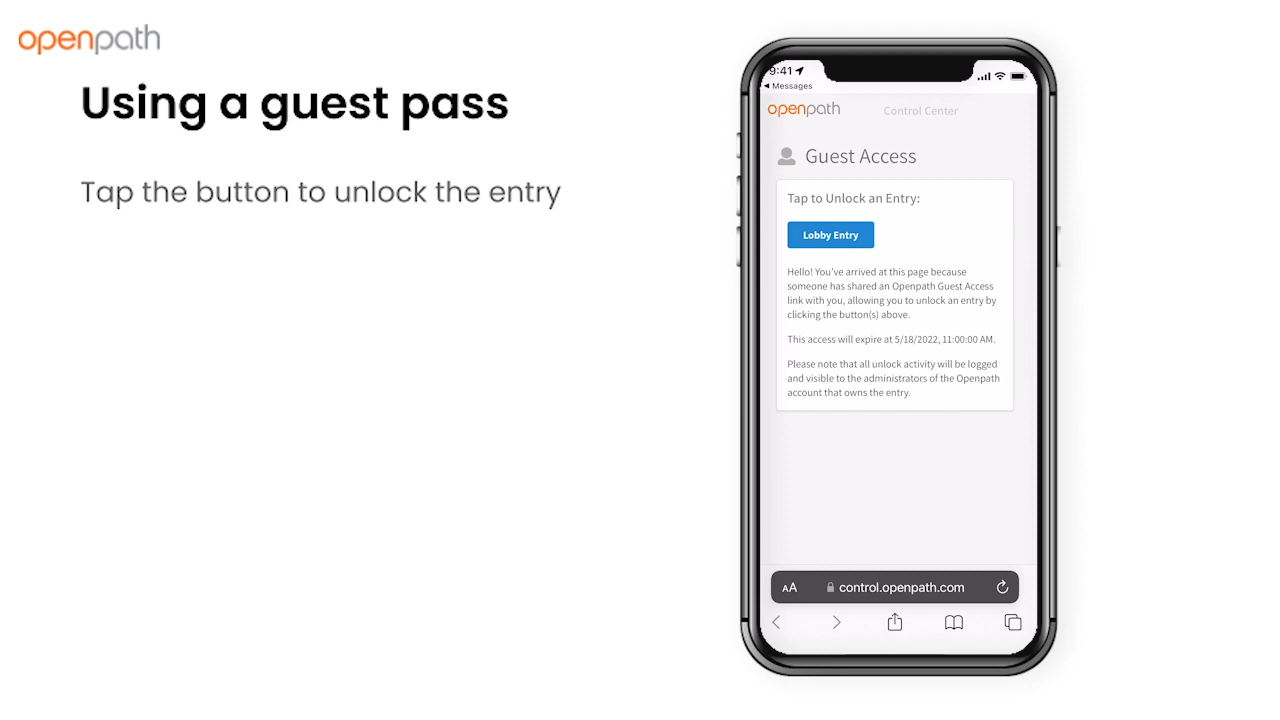 openpath
Using a guest pass
Tap the button to unlock the entry
9:41
Messages
openpath
Control Center
Guest Access
Tap to Unlock an Entry:
Lobby Entry
Hello! You've arrived at this page because
someone has shared an Openpath Guest Access
link with you, allowing you to unlock an entry by
clicking the button(s) above.
This access will expire at 5/18/2022, 11:00:00 AM.
Please note that all unlock activity will be logged
and visible to the administrators of the Openpath
account that owns the entry.
AA
control.openpath.com